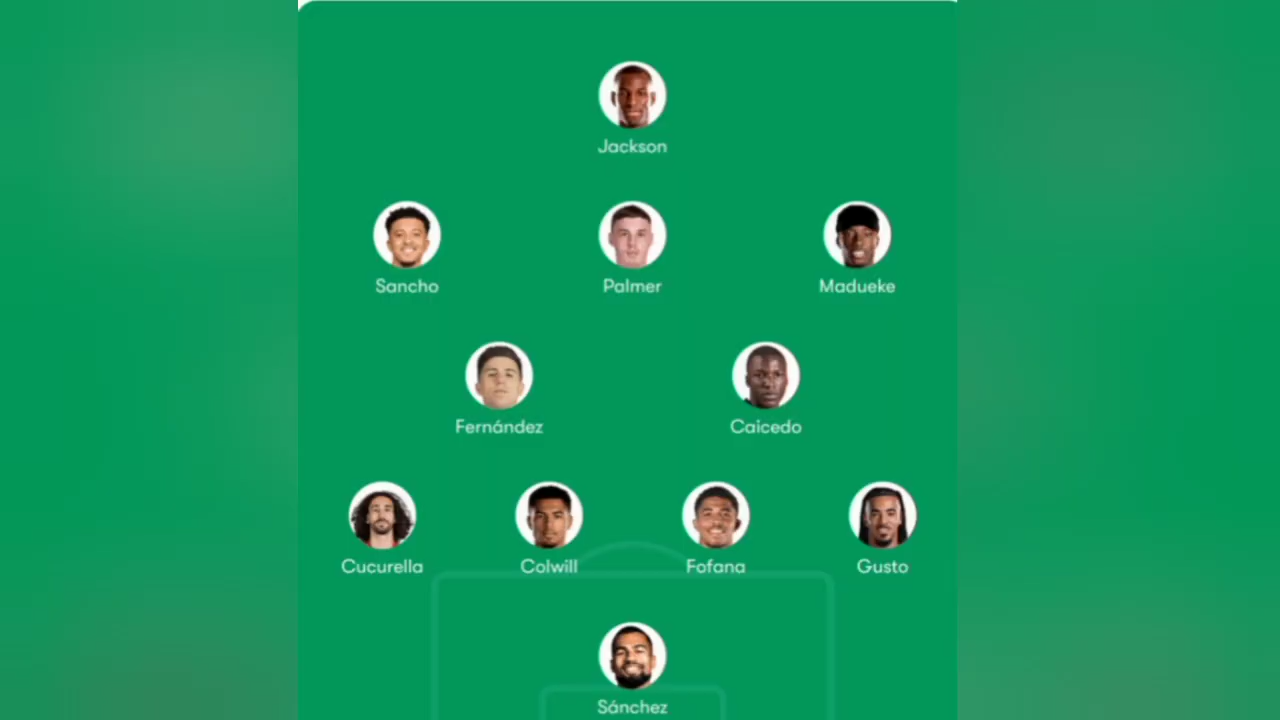 Jackson
Sancho Palmer Madueke
Fernández Caicedo
Cucurella Colwill Fofana Gusto
Sánchez